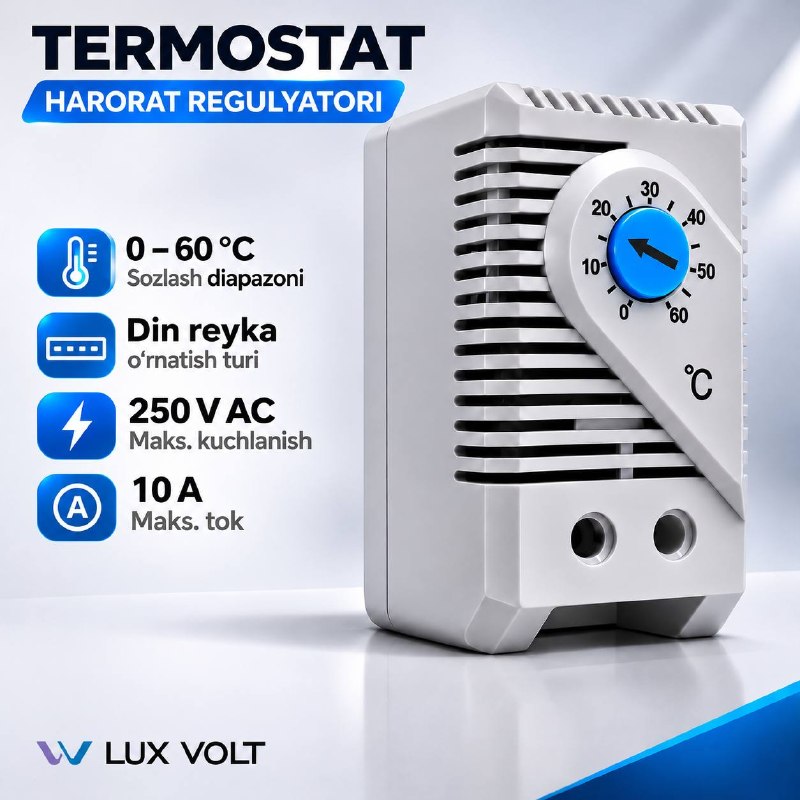 TERMOSTAT
HARORAT REGULYATORI
0 – 60 °C
Sozlash diapazoni
Din reyka
o‘rnatish turi
250 V AC
Maks. kuchlanish
A
10 A
Maks. tok
0
10
20
30
40
50
60
°C
LUX VOLT